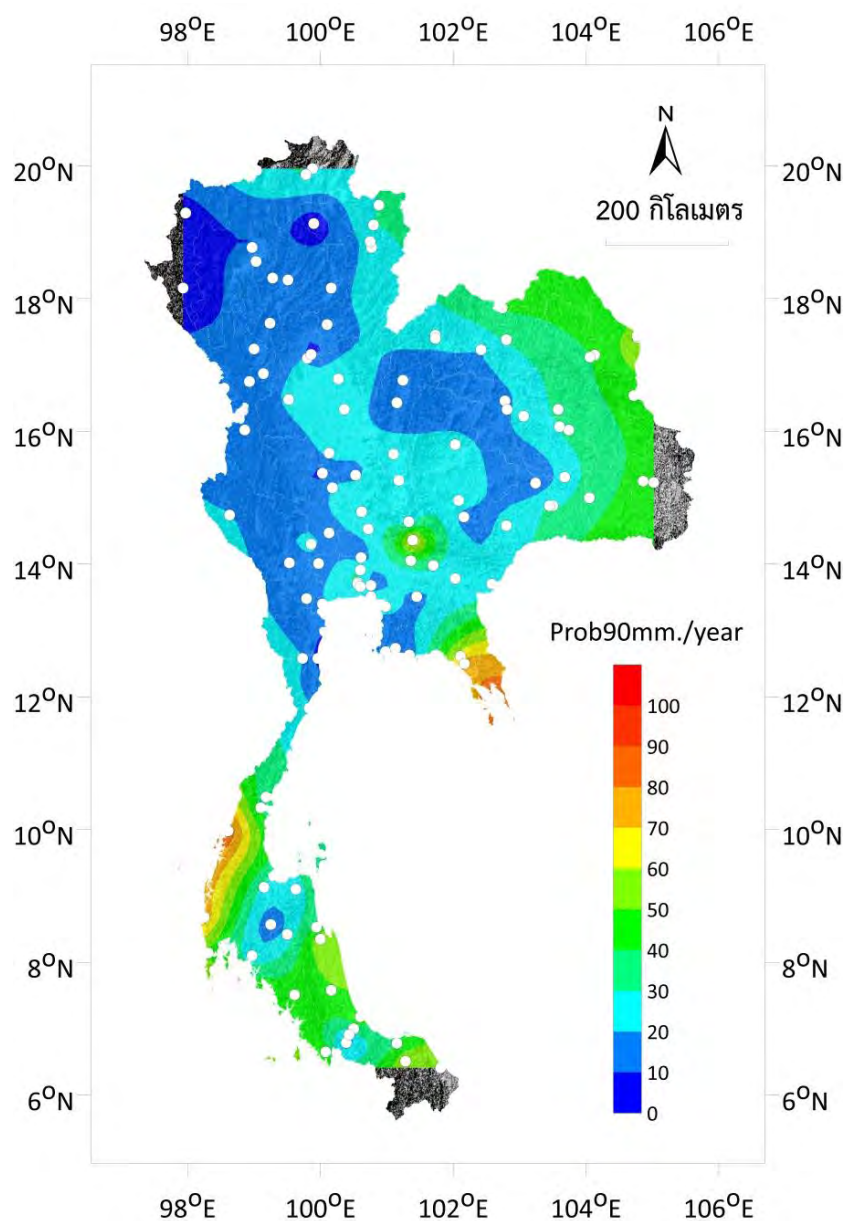 98°E 100°E 102°E 104°E 106°E
N
20°N 20°N
200 กิโลเมตร
18°N 18°N
16°N 16°N
14°N 14°N
Prob90mm./year
12°N 12°N
100
90
80
10°N 10°N
70
60
50
8°N 8°N
40
30
20
6°N 6°N
10
0
98°E 100°E 102°E 104°E 106°E